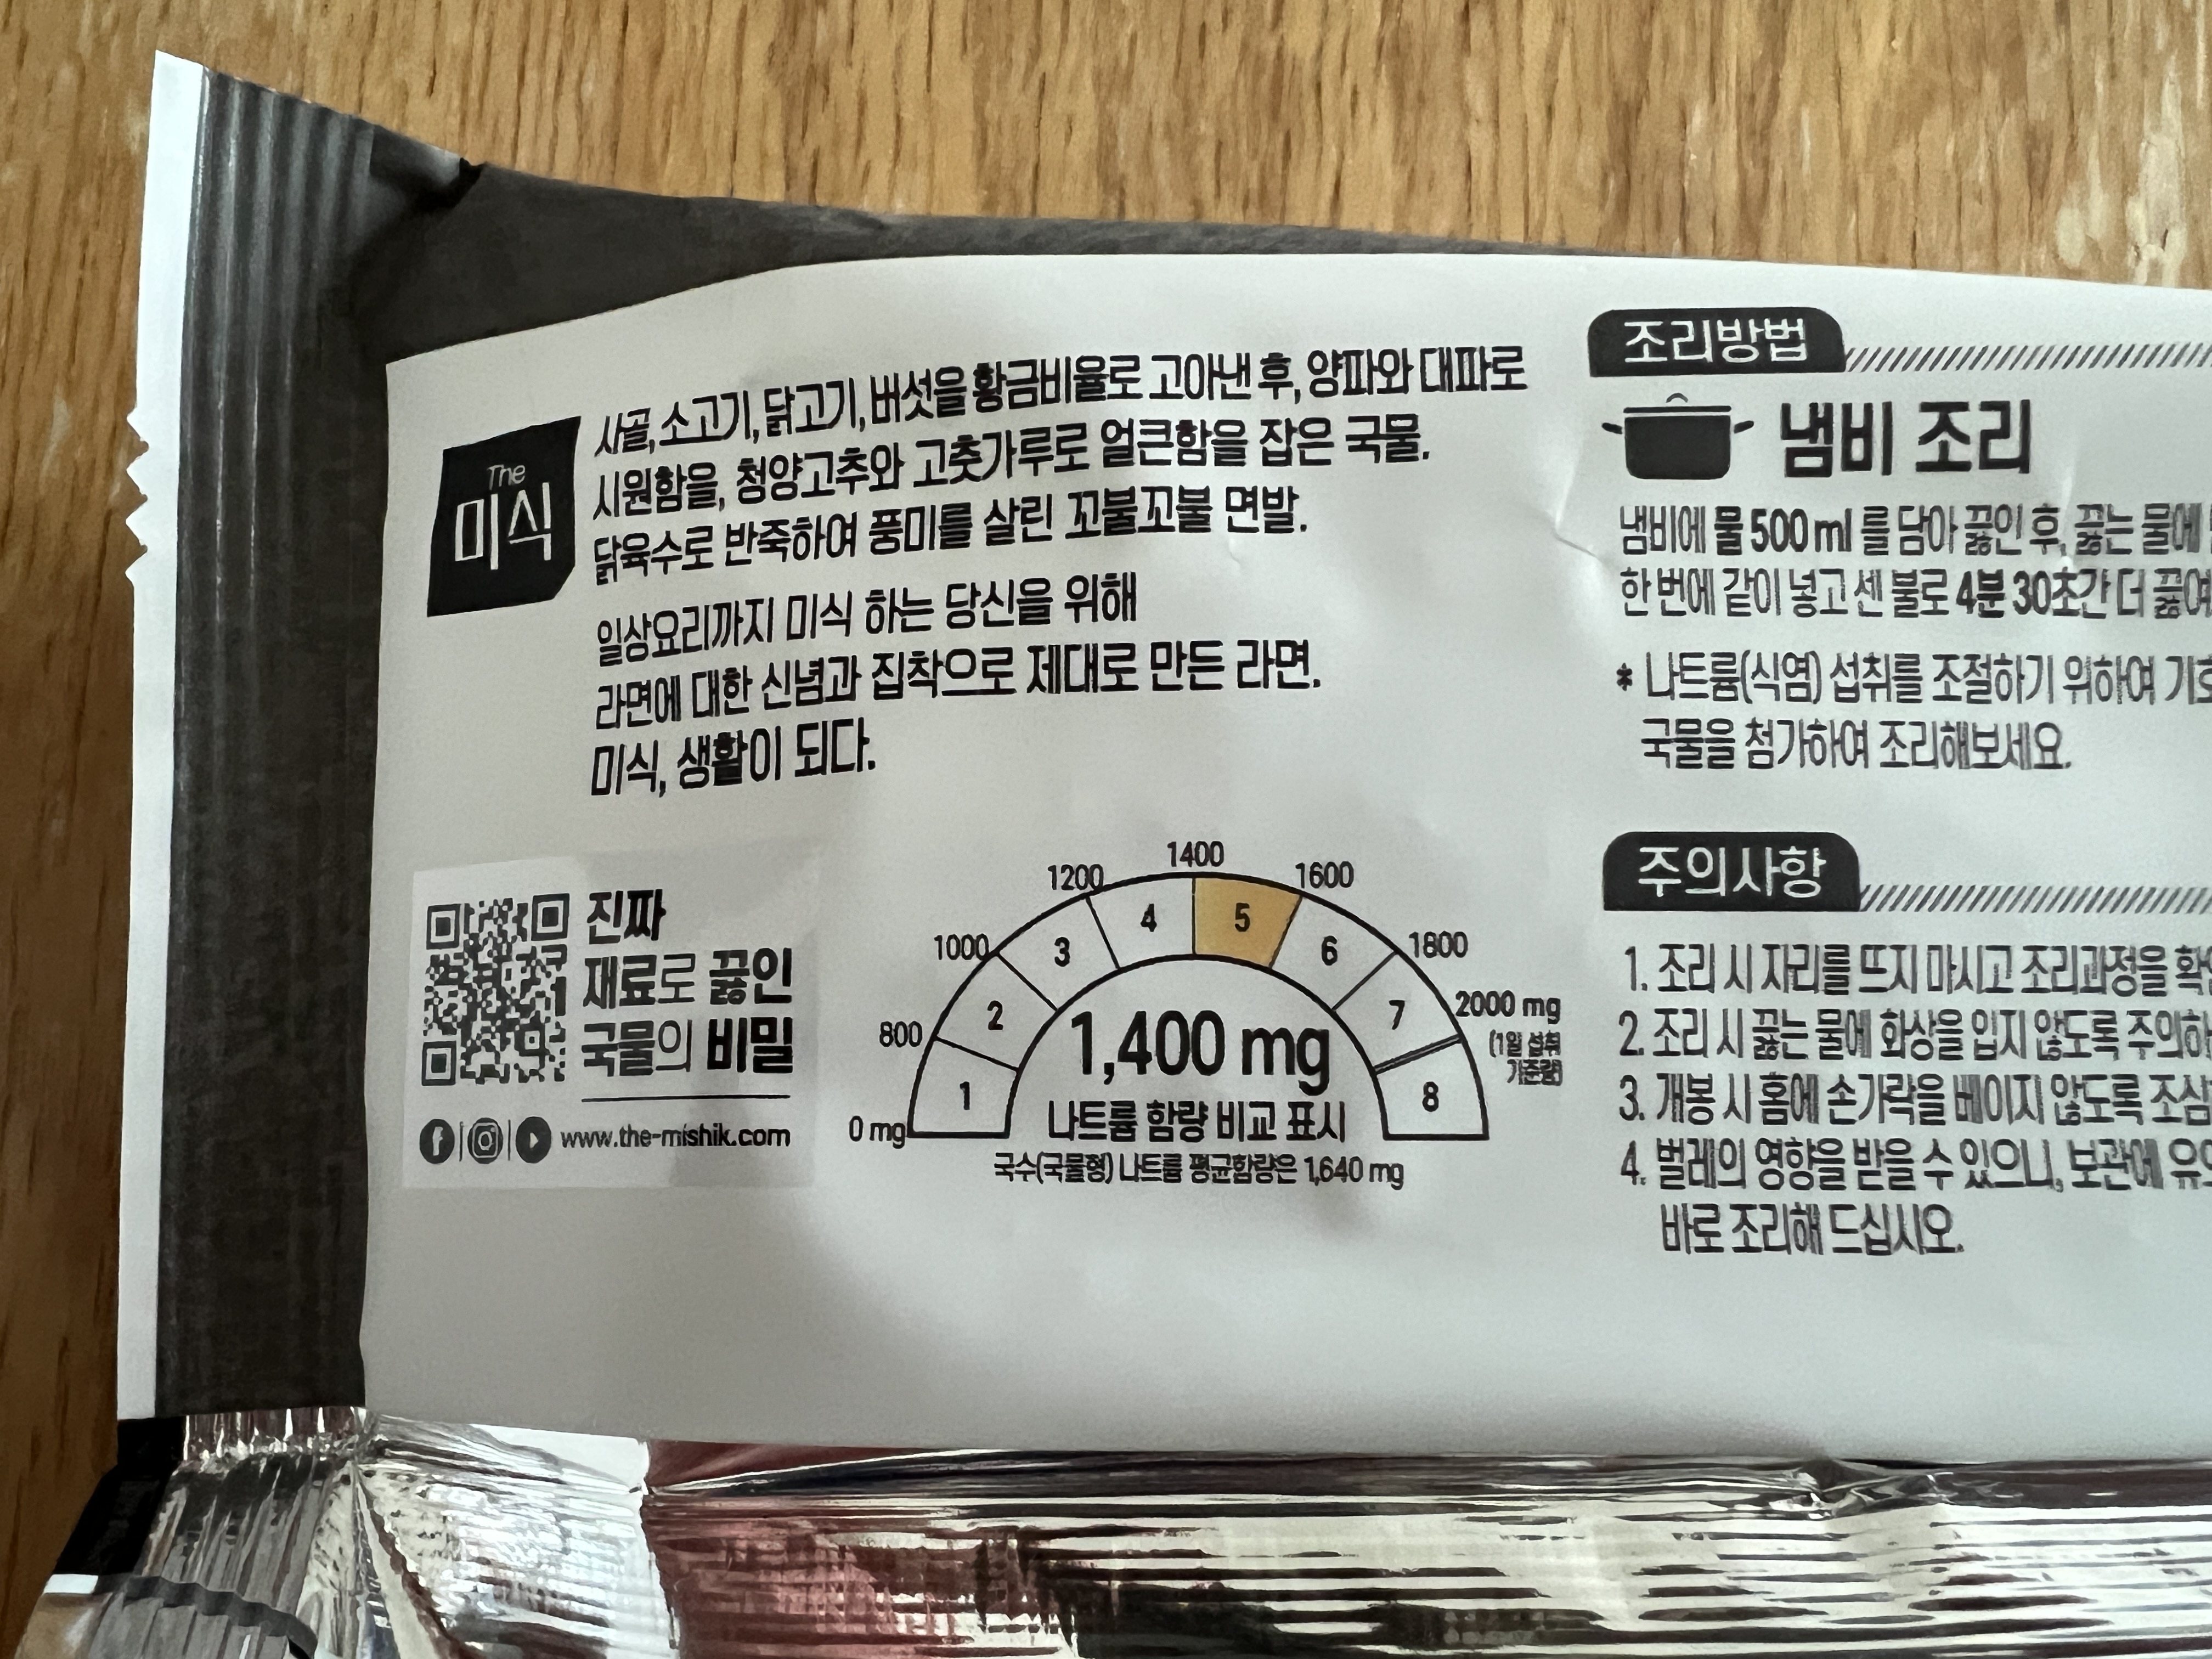 The
미식
사골, 소고기, 닭고기, 버섯을 황금비율로 고아낸 후, 양파와 대파로
시원함을, 청양고추와 고춧가루로 얼큰함을 잡은 국물.
닭육수로 반죽하여 풍미를 살린 꼬불꼬불 면발.
일상요리까지 미식 하는 당신을 위해
라면에 대한 신념과 집착으로 제대로 만든 라면.
미식, 생활이 되다.
진짜
재료로 끓인
국물의 비밀
www.the-mishik.com
0 mg
800
1000
1200
1400
1600
1800
2000 mg
(1일 섭취
기준량)
1
2
3
4
5
6
7
8
1,400 mg
나트륨 함량 비교 표시
국수(국물형) 나트륨 평균함량은 1,640 mg
조리방법
냄비 조리
냄비에 물 500 ml 를 담아 끓인 후, 끓는 물에
한 번에 같이 넣고 센 불로 4분 30초간 더 끓여
* 나트륨(식염) 섭취를 조절하기 위하여
국물을 첨가하여 조리해보세요.
주의사항
1. 조리 시 자리를 뜨지 마시고 조리과정을
2. 조리 시 끓는 물에 화상을 입지 않도록
3. 개봉 시 홈에 손가락을 베이지 않도록
4. 벌레의 영향을 받을 수 있으니, 보관에
바로 조리해 드십시오.